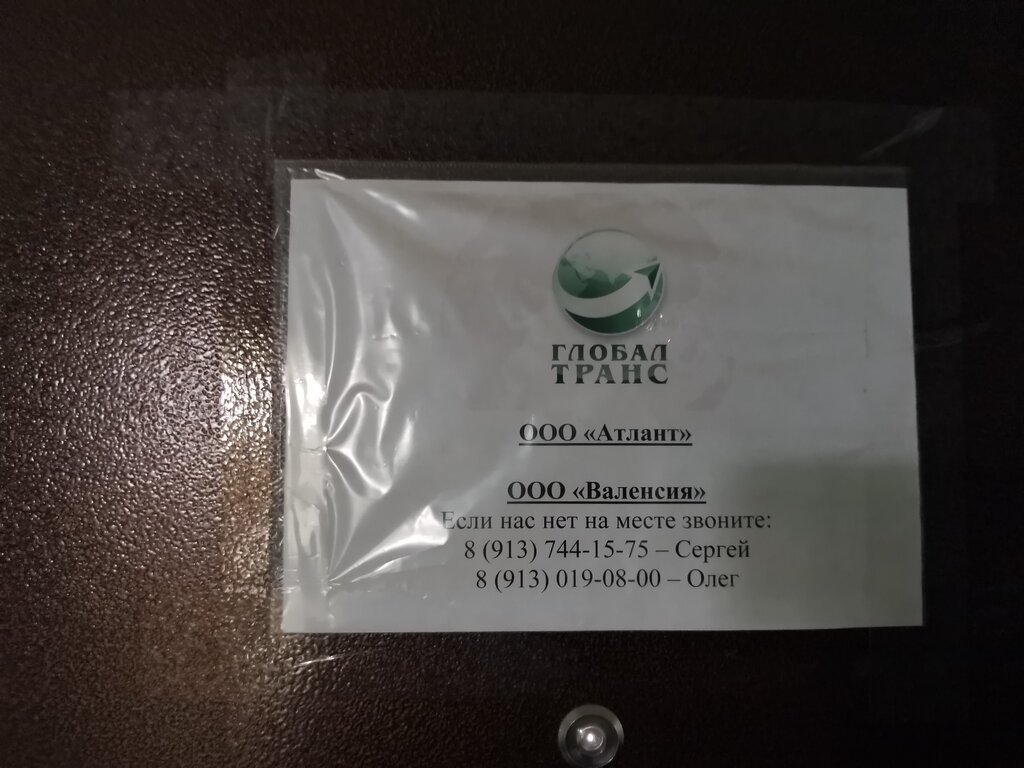 ГЛОБАЛ
ТРАНС
ООО «Атлант»
ООО «Валенсия»
Если нас нет на месте звоните:
8 (913) 744-15-75 – Сергей
8 (913) 019-08-00 – Олег